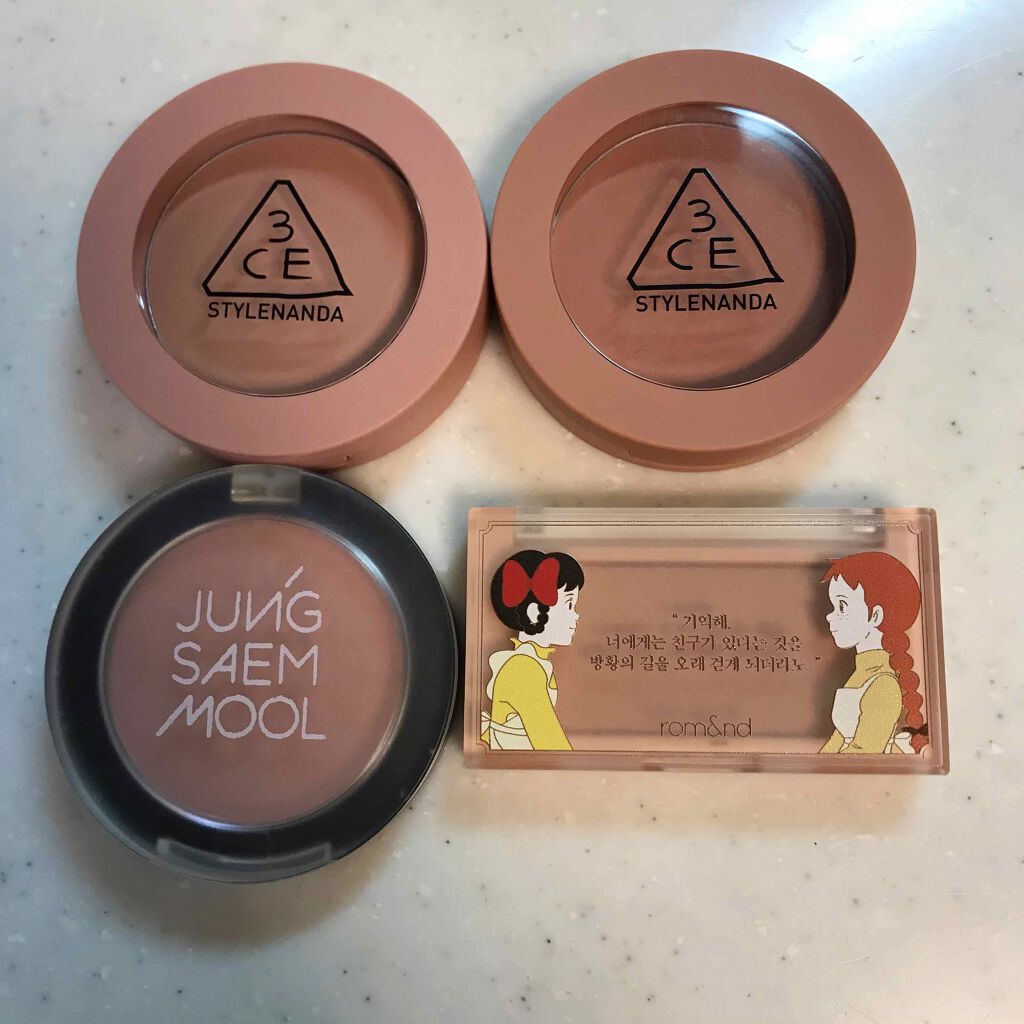 3
CE
STYLENANDA
3
CE
STYLENANDA
JUNG
SAEM
MOOL
" 기억해,
너에게는 친구기 있다는 것을
방황의 길을 오래 걷게 되더라도. "
rom&nd